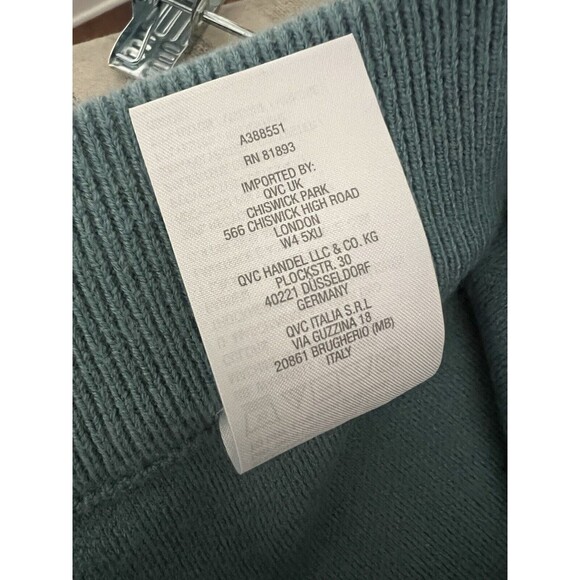 A388551
RN 81893
IMPORTED BY:
QVC UK
CHISWICK PARK
566 CHISWICK HIGH ROAD
LONDON
W4 5XU
QVC HANDEL LLC & CO. KG
PLOCKSTR. 30
40221 DÜSSELDORF
GERMANY
QVC ITALIA S.R.L
VIA GUZZINA 18
20861 BRUGHERIO (MB)
ITALY